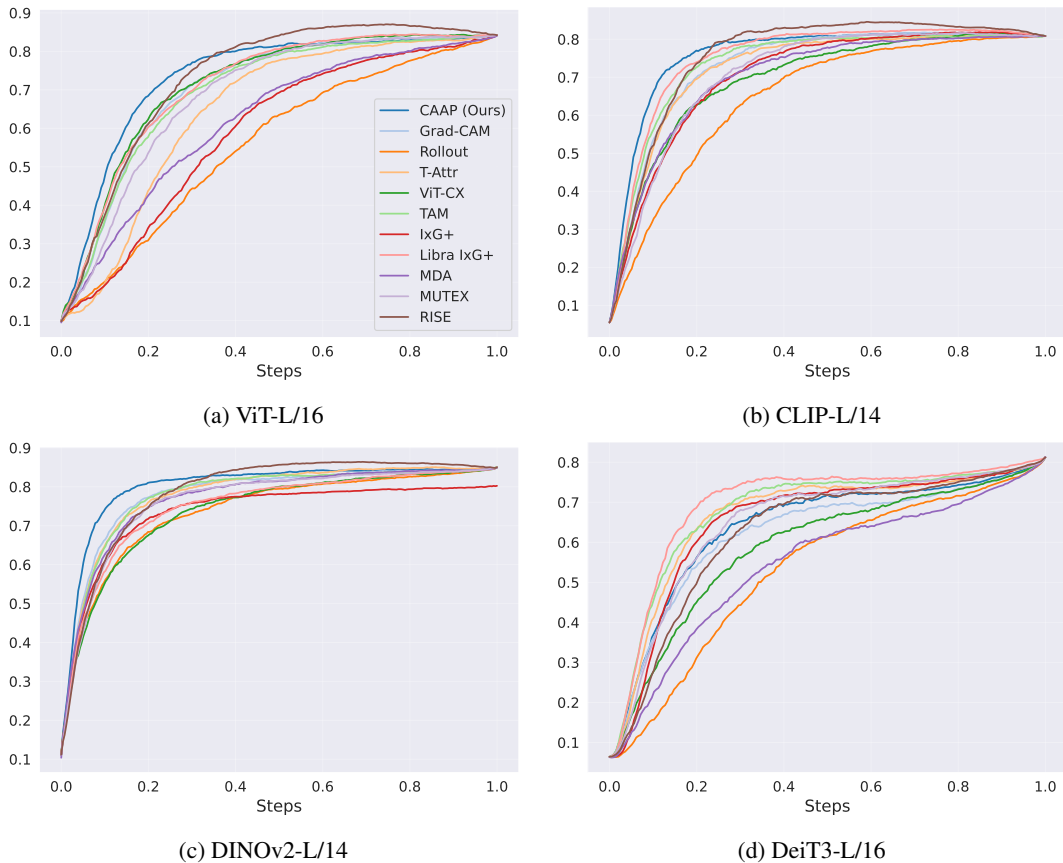 0.9
0.8
0.7
0.6
0.5
0.4
0.3
0.2
0.1
0.0 0.2 0.4 0.6 0.8 1.0
Steps
CAAP (Ours)
Grad-CAM
Rollout
T-Attr
ViT-CX
TAM
IxG+
Libra IxG+
MDA
MUTEX
RISE
(a) ViT-L/16
0.8
0.7
0.6
0.5
0.4
0.3
0.2
0.1
0.0 0.2 0.4 0.6 0.8 1.0
Steps
(b) CLIP-L/14
0.9
0.8
0.7
0.6
0.5
0.4
0.3
0.2
0.1
0.0 0.2 0.4 0.6 0.8 1.0
Steps
(c) DINOv2-L/14
0.8
0.7
0.6
0.5
0.4
0.3
0.2
0.1
0.0 0.2 0.4 0.6 0.8 1.0
Steps
(d) DeiT3-L/16